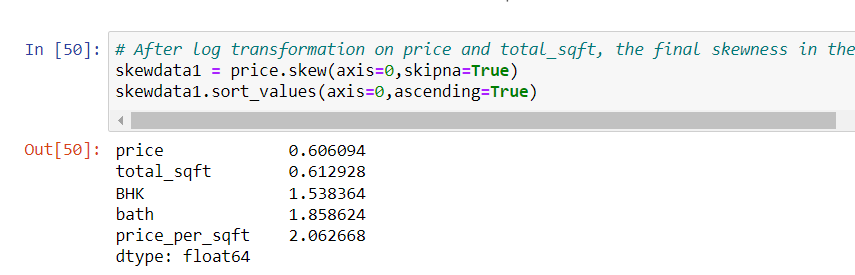 In [50]: # After log transformation on price and total_sqft, the final skewness in the
skewdata1 = price.skew(axis=0,skipna=True)
skewdata1.sort_values(axis=0,ascending=True)
Out[50]: price 0.606094
total_sqft 0.612928
BHK 1.538364
bath 1.858624
price_per_sqft 2.062668
dtype: float64